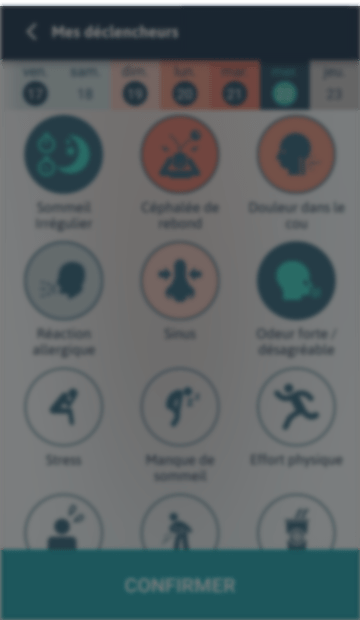 Mes déclencheurs
ven. sam. dim. lun. mar. mer. jeu.
17 18 19 20 21 22 23
Sommeil Céphalée de Douleur dans le
irrégulier rebond cou
Réaction Sinus Odeur forte /
allergique désagréable
Stress Manque de Effort physique
sommeil
CONFIRMER